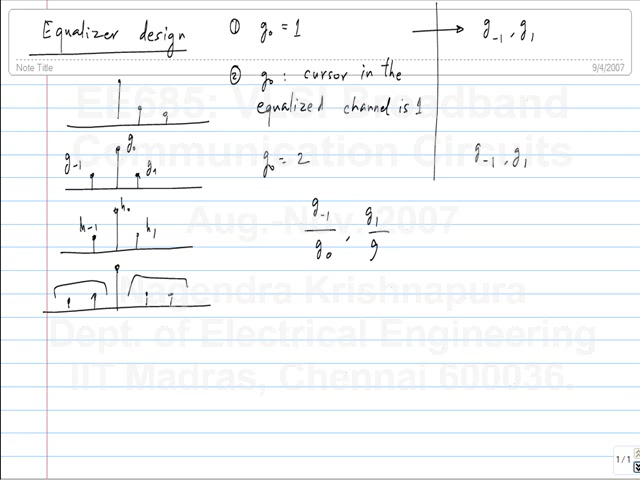 Equalizer design
① g₀ = 1
g₋₁, g₁
Note Title
9/4/2007
② g₀ : cursor in the
equalized channel is 1
g₋₁ g₀ g₁
g₀ = 2
g₋₁, g₁
h₋₁ h₀ h₁
g₋₁/g₀ , g₁/g
EE685: VLSI Broadband
Communication Circuits
Aug.-Nov. 2007
Nagendra Krishnapura
Dept. of Electrical Engineering
IIT Madras, Chennai 600036.
1/1